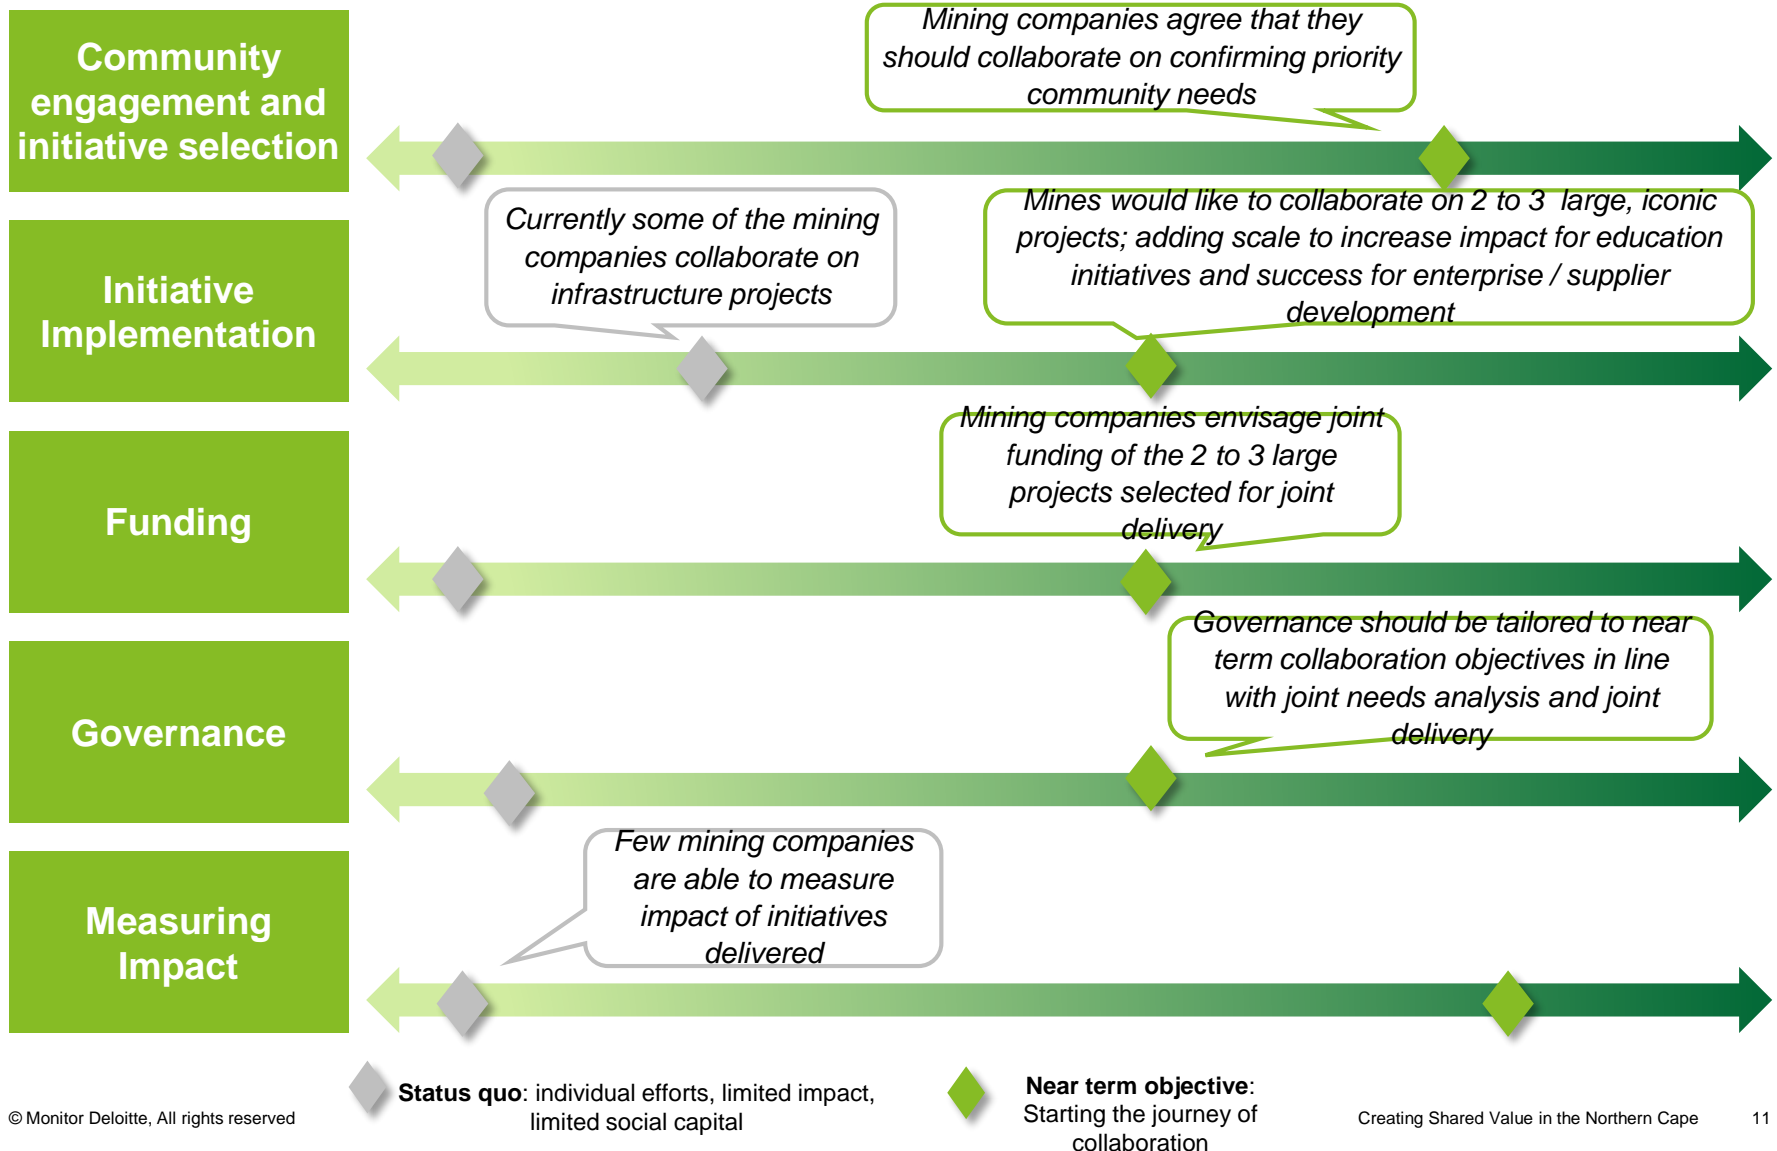 Community
engagement and
initiative selection
Mining companies agree that they
should collaborate on confirming priority
community needs
Initiative
Implementation
Currently some of the mining
companies collaborate on
infrastructure projects
Mines would like to collaborate on 2 to 3  large, iconic
projects; adding scale to increase impact for education
initiatives and success for enterprise / supplier
development
Funding
Mining companies envisage joint
funding of the 2 to 3 large
projects selected for joint
delivery
Governance
Governance should be tailored to near
term collaboration objectives in line
with joint needs analysis and joint
delivery
Measuring
Impact
Few mining companies
are able to measure
impact of initiatives
delivered
Status quo: individual efforts, limited impact,
limited social capital
Near term objective:
Starting the journey of
collaboration
© Monitor Deloitte, All rights reserved
Creating Shared Value in the Northern Cape 11